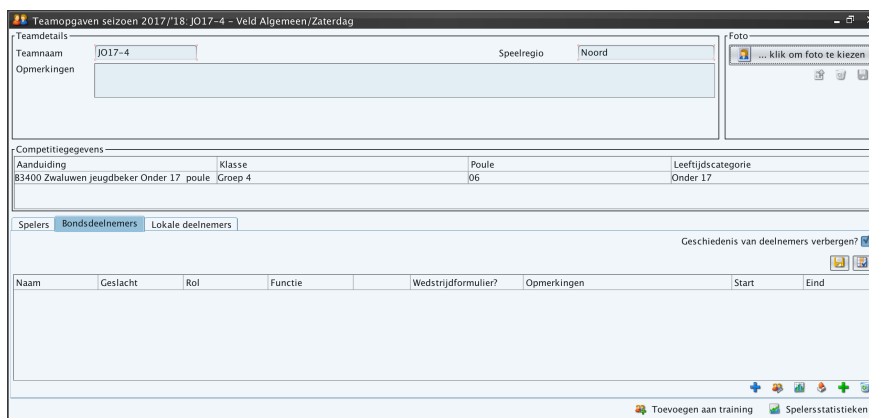 Teamopgaven seizoen 2017/'18: JO17-4 - Veld Algemeen/Zaterdag
Teamdetails
Foto
Teamnaam JO17-4 Speelregio Noord
... klik om foto te kiezen
Opmerkingen
Competitiegegevens
Aanduiding Klasse Poule Leeftijdscategorie
B3400 Zwaluwen jeugdbeker Onder 17 poule Groep 4 06 Onder 17
Spelers Bondsdeelnemers Lokale deelnemers
Geschiedenis van deelnemers verbergen?
Naam Geslacht Rol Functie Wedstrijdformulier? Opmerkingen Start Eind
Toevoegen aan training Spelersstatistieken